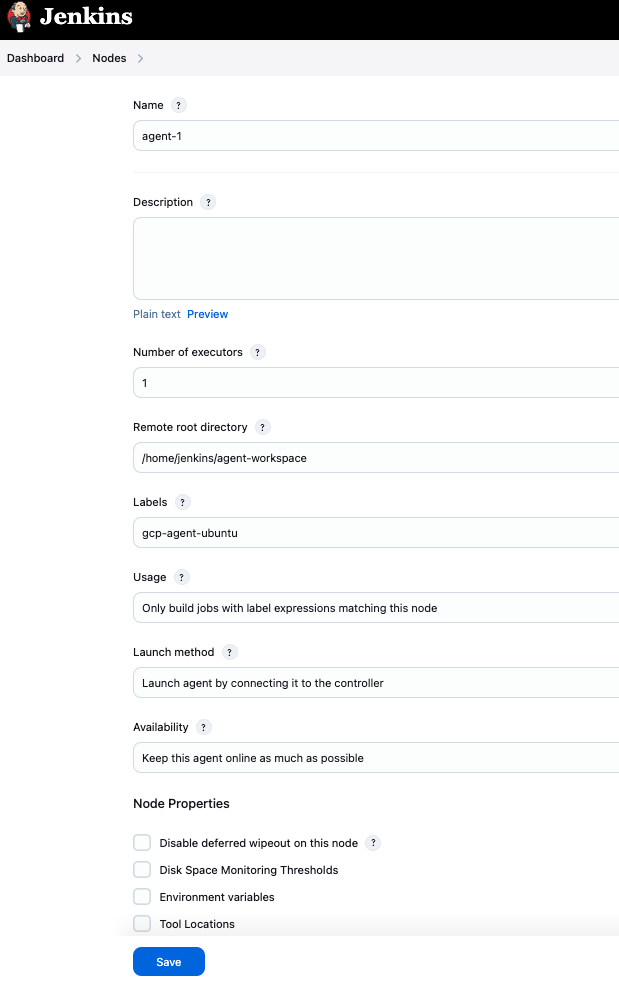 Jenkins
Dashboard > Nodes >
Name ?
agent-1
Description ?
Plain text Preview
Number of executors ?
1
Remote root directory ?
/home/jenkins/agent-workspace
Labels ?
gcp-agent-ubuntu
Usage ?
Only build jobs with label expressions matching this node
Launch method ?
Launch agent by connecting it to the controller
Availability ?
Keep this agent online as much as possible
Node Properties
Disable deferred wipeout on this node ?
Disk Space Monitoring Thresholds
Environment variables
Tool Locations
Save